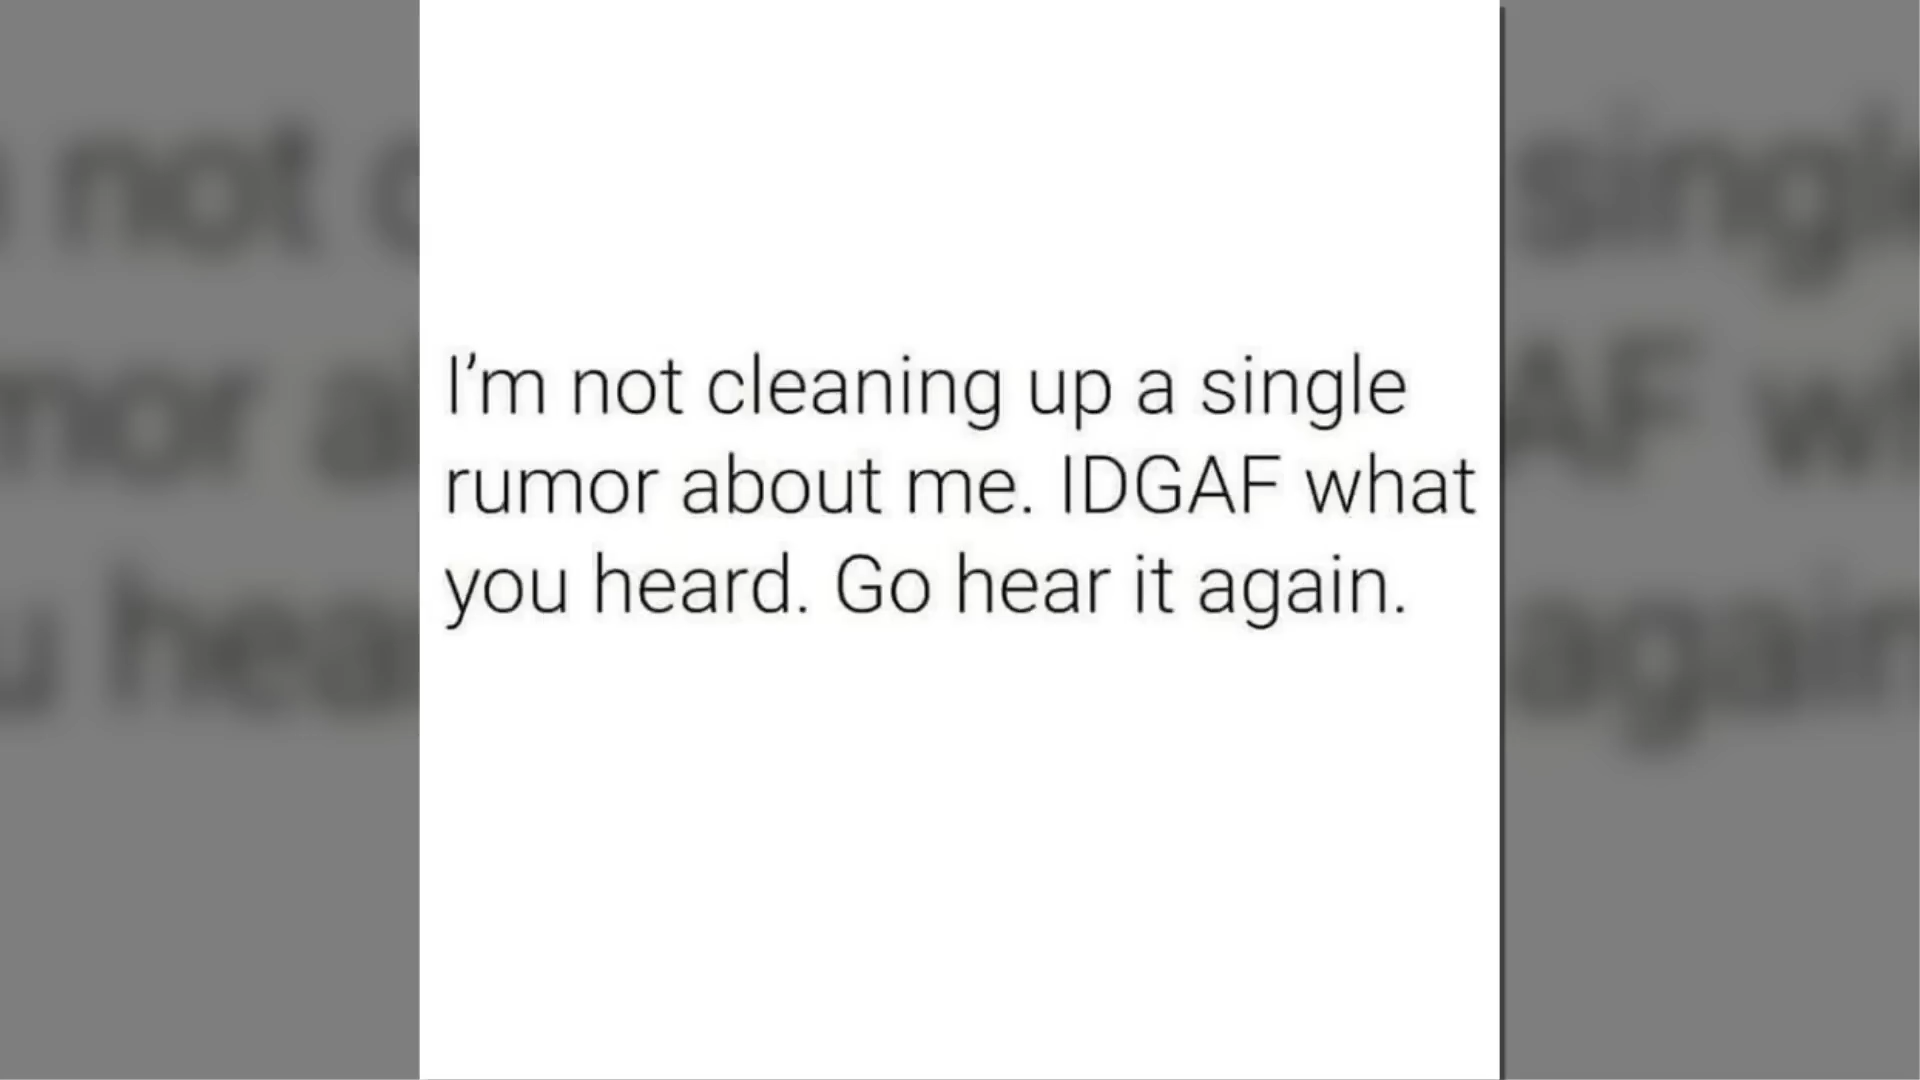 I’m not cleaning up a single
rumor about me. IDGAF what
you heard. Go hear it again.